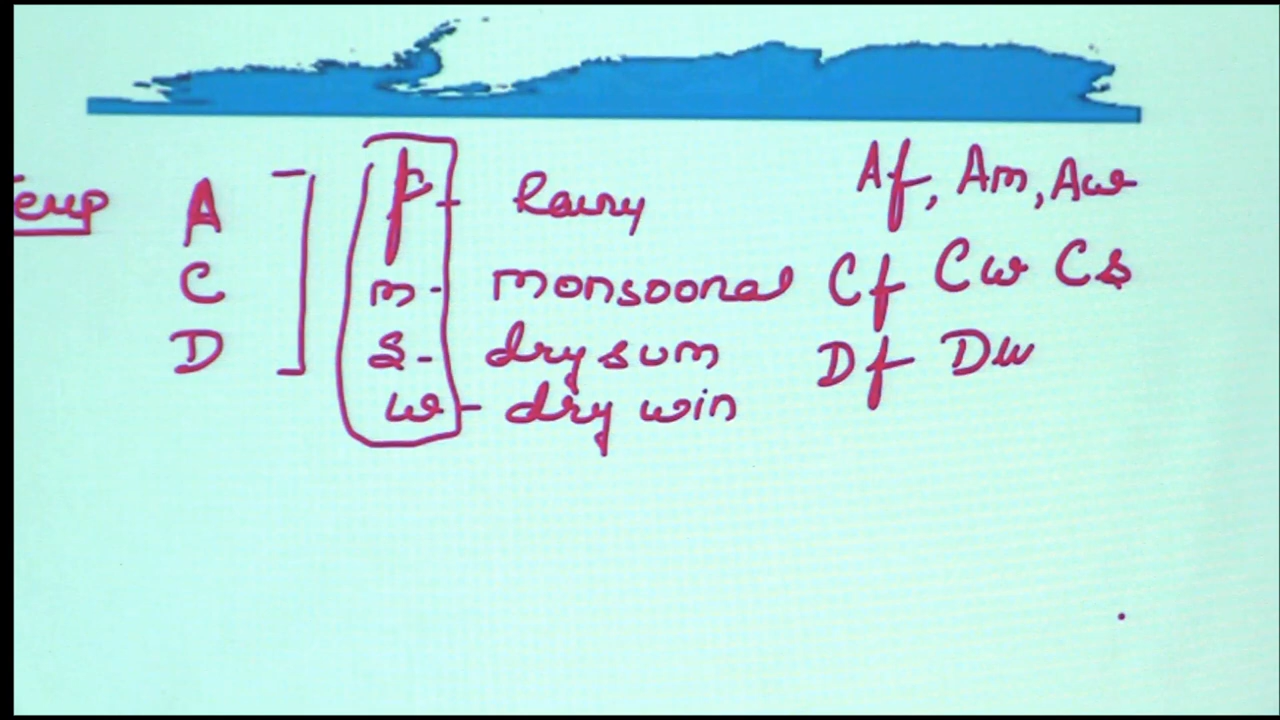 Temp A f - Rainy Af, Am, Aw
C m - monsoonal Cf Cw Cs
D s - dry sum Df Dw
w - dry win